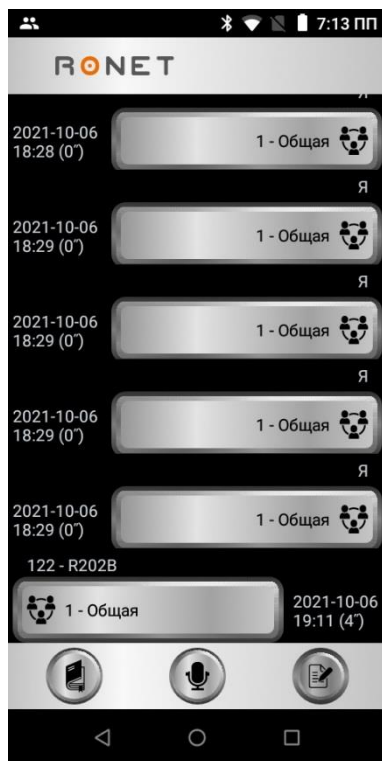 7:13 ПП
RONET
Я
2021-10-06
18:28 (0″)
1 - Общая
Я
2021-10-06
18:29 (0″)
1 - Общая
Я
2021-10-06
18:29 (0″)
1 - Общая
Я
2021-10-06
18:29 (0″)
1 - Общая
Я
2021-10-06
18:29 (0″)
1 - Общая
122 - R202B
1 - Общая
2021-10-06
19:11 (4″)